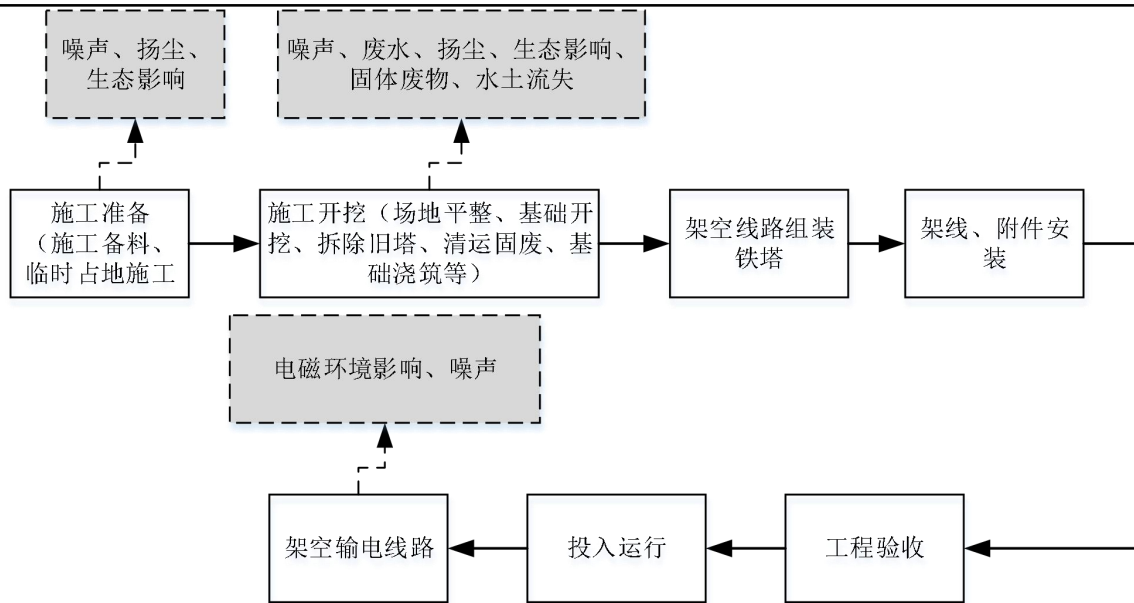 噪声、扬尘、
生态影响
噪声、废水、扬尘、生态影响、
固体废物、水土流失
施工准备
（施工备料、
临时占地施工
施工开挖（场地平整、基础开
挖、拆除旧塔、清运固废、基
础浇筑等）
架空线路组装
铁塔
架线、附件安
装
电磁环境影响、噪声
架空输电线路
投入运行
工程验收